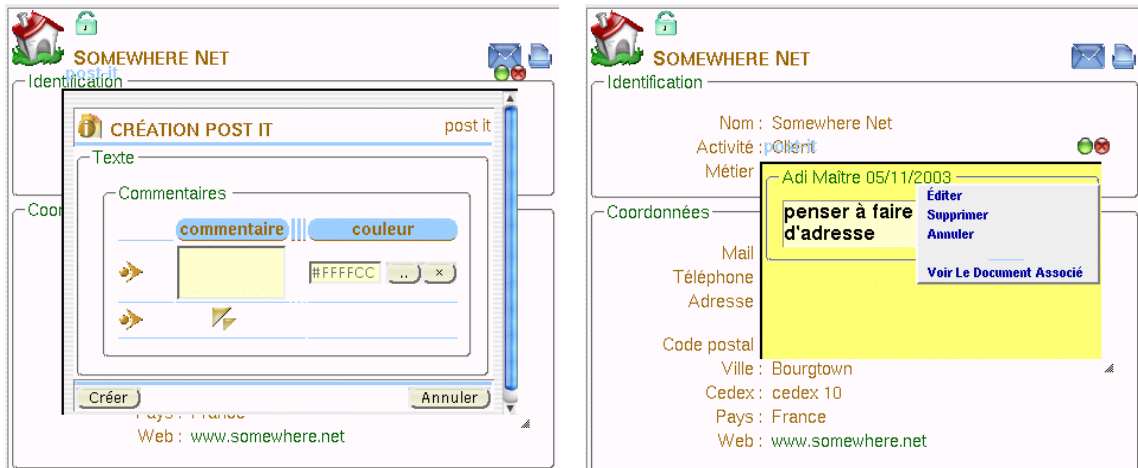 SOMEWHERE NET
post-it
Identification
CRÉATION POST IT
post it
Texte
Commentaires
commentaire
couleur
#FFFFCC
..
×
Créer
Annuler
Pays : France
Web : www.somewhere.net
SOMEWHERE NET
Identification
Nom : Somewhere Net
Activité : Client
post-it
Métier
Adi Maître 05/11/2003
penser à faire
d'adresse
Éditer
Supprimer
Annuler
Voir Le Document Associé
Coordonnées
Mail
Téléphone
Adresse
Code postal
Ville : Bourgtown
Cedex : cedex 10
Pays : France
Web : www.somewhere.net